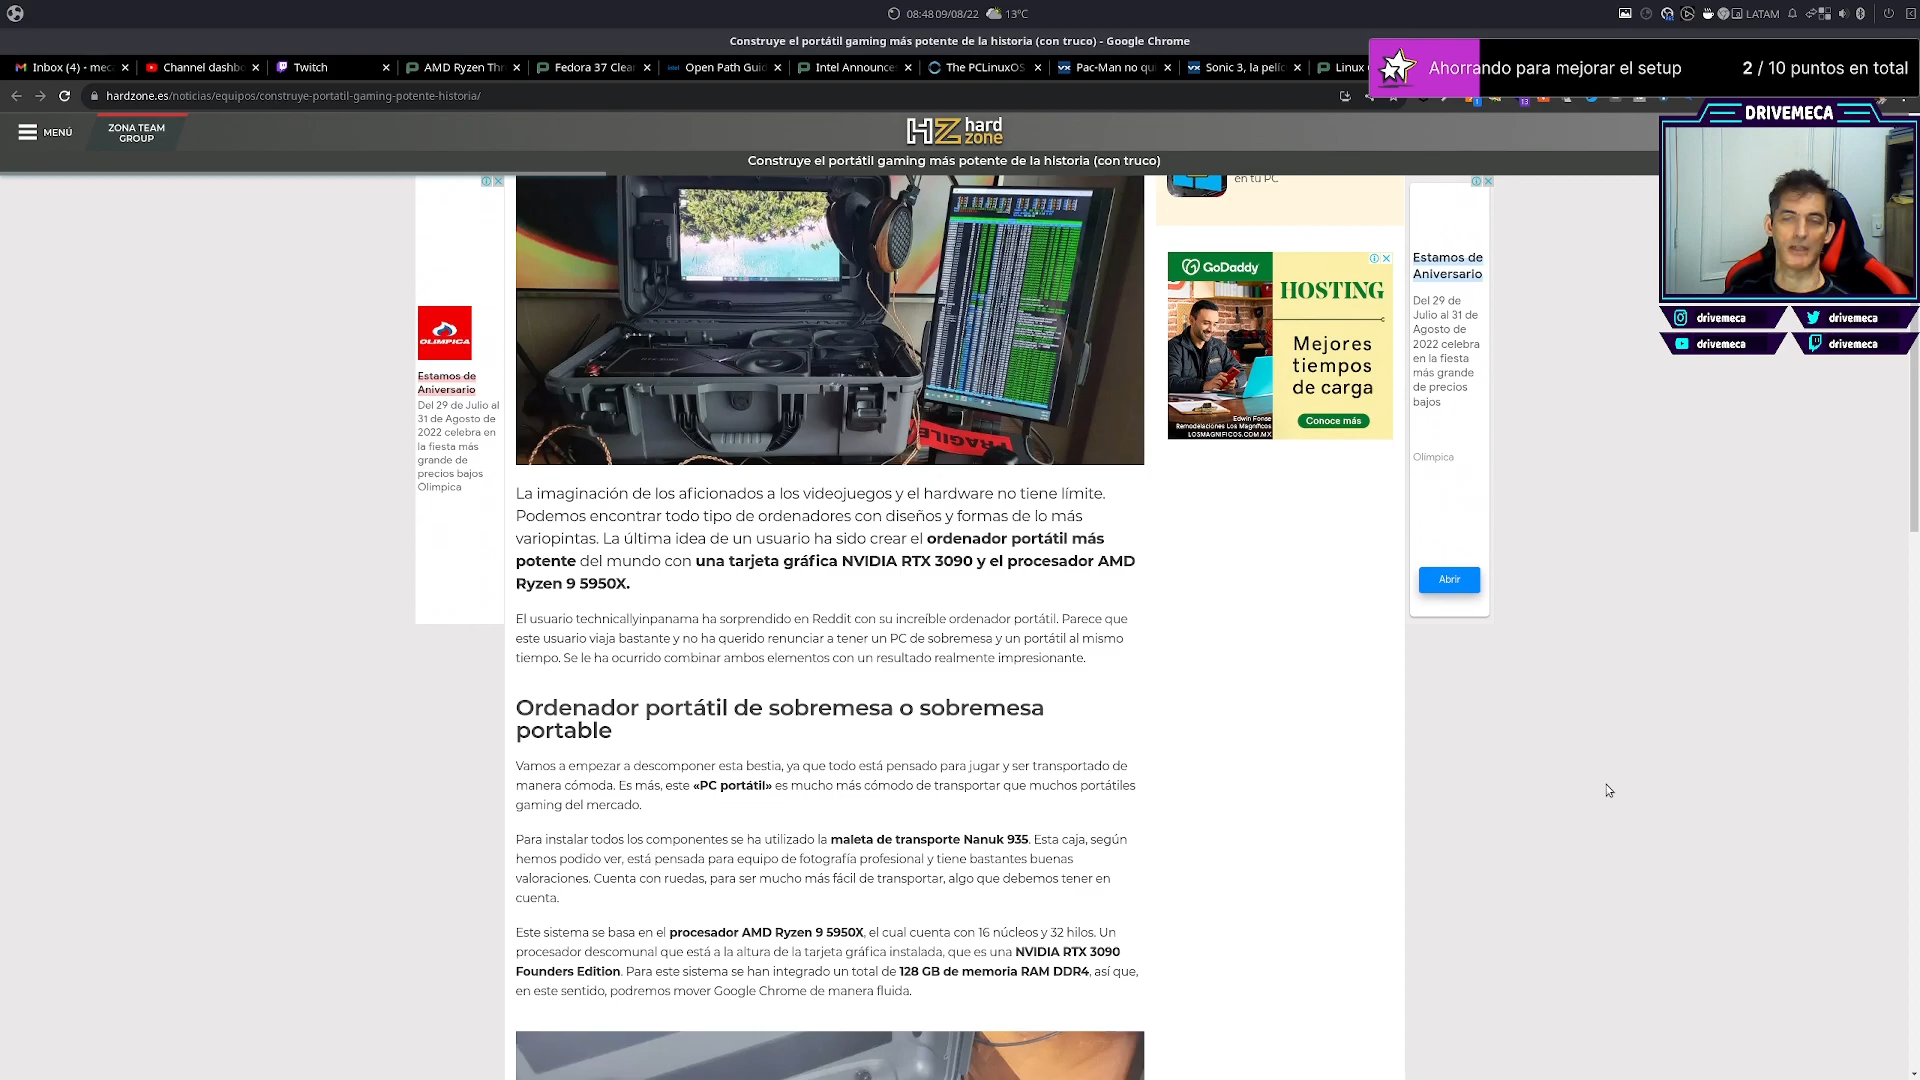 08:48 09/08/22 13°C
LATAM
Construye el portátil gaming más potente de la historia (con truco) - Google Chrome
Inbox (4) - mec
Channel dashbo
Twitch
AMD Ryzen Thr
Fedora 37 Clea
Open Path Guid
Intel Announce
The PCLinuxOS
Pac-Man no qui
Sonic 3, la pelíc
Linux
Ahorrando para mejorar el setup
2 / 10 puntos en total
hardzone.es/noticias/equipos/construye-portatil-gaming-potente-historia/
MENÚ
ZONA TEAM
GROUP
HZ hard
zone
Construye el portátil gaming más potente de la historia (con truco)
DRIVEMECA
drivemeca
drivemeca
drivemeca
drivemeca
en tu PC
OLIMPICA
Estamos de
Aniversario
Del 29 de Julio al
31 de Agosto de
2022 celebra en
la fiesta más
grande de
precios bajos
Olímpica
FRAGILE
GoDaddy
HOSTING
Mejores
tiempos
de carga
Conoce más
Edwin Fonse
Remodelaciones Los Magníficos
LOSMAGNIFICOS.COM.MX
Estamos de
Aniversario
Del 29 de
Julio al 31 de
Agosto de
2022 celebra
en la fiesta
más grande
de precios
bajos
Olímpica
Abrir
La imaginación de los aficionados a los videojuegos y el hardware no tiene límite.
Podemos encontrar todo tipo de ordenadores con diseños y formas de lo más
variopintas. La última idea de un usuario ha sido crear el ordenador portátil más
potente del mundo con una tarjeta gráfica NVIDIA RTX 3090 y el procesador AMD
Ryzen 9 5950X.
El usuario technicallyinpanama ha sorprendido en Reddit con su increíble ordenador portátil. Parece que
este usuario viaja bastante y no ha querido renunciar a tener un PC de sobremesa y un portátil al mismo
tiempo. Se le ha ocurrido combinar ambos elementos con un resultado realmente impresionante.
Ordenador portátil de sobremesa o sobremesa
portable
Vamos a empezar a descomponer esta bestia, ya que todo está pensado para jugar y ser transportado de
manera cómoda. Es más, este «PC portátil» es mucho más cómodo de transportar que muchos portátiles
gaming del mercado.
Para instalar todos los componentes se ha utilizado la maleta de transporte Nanuk 935. Esta caja, según
hemos podido ver, está pensada para equipo de fotografía profesional y tiene bastantes buenas
valoraciones. Cuenta con ruedas, para ser mucho más fácil de transportar, algo que debemos tener en
cuenta.
Este sistema se basa en el procesador AMD Ryzen 9 5950X, el cual cuenta con 16 núcleos y 32 hilos. Un
procesador descomunal que está a la altura de la tarjeta gráfica instalada, que es una NVIDIA RTX 3090
Founders Edition. Para este sistema se han integrado un total de 128 GB de memoria RAM DDR4, así que,
en este sentido, podremos mover Google Chrome de manera fluida.